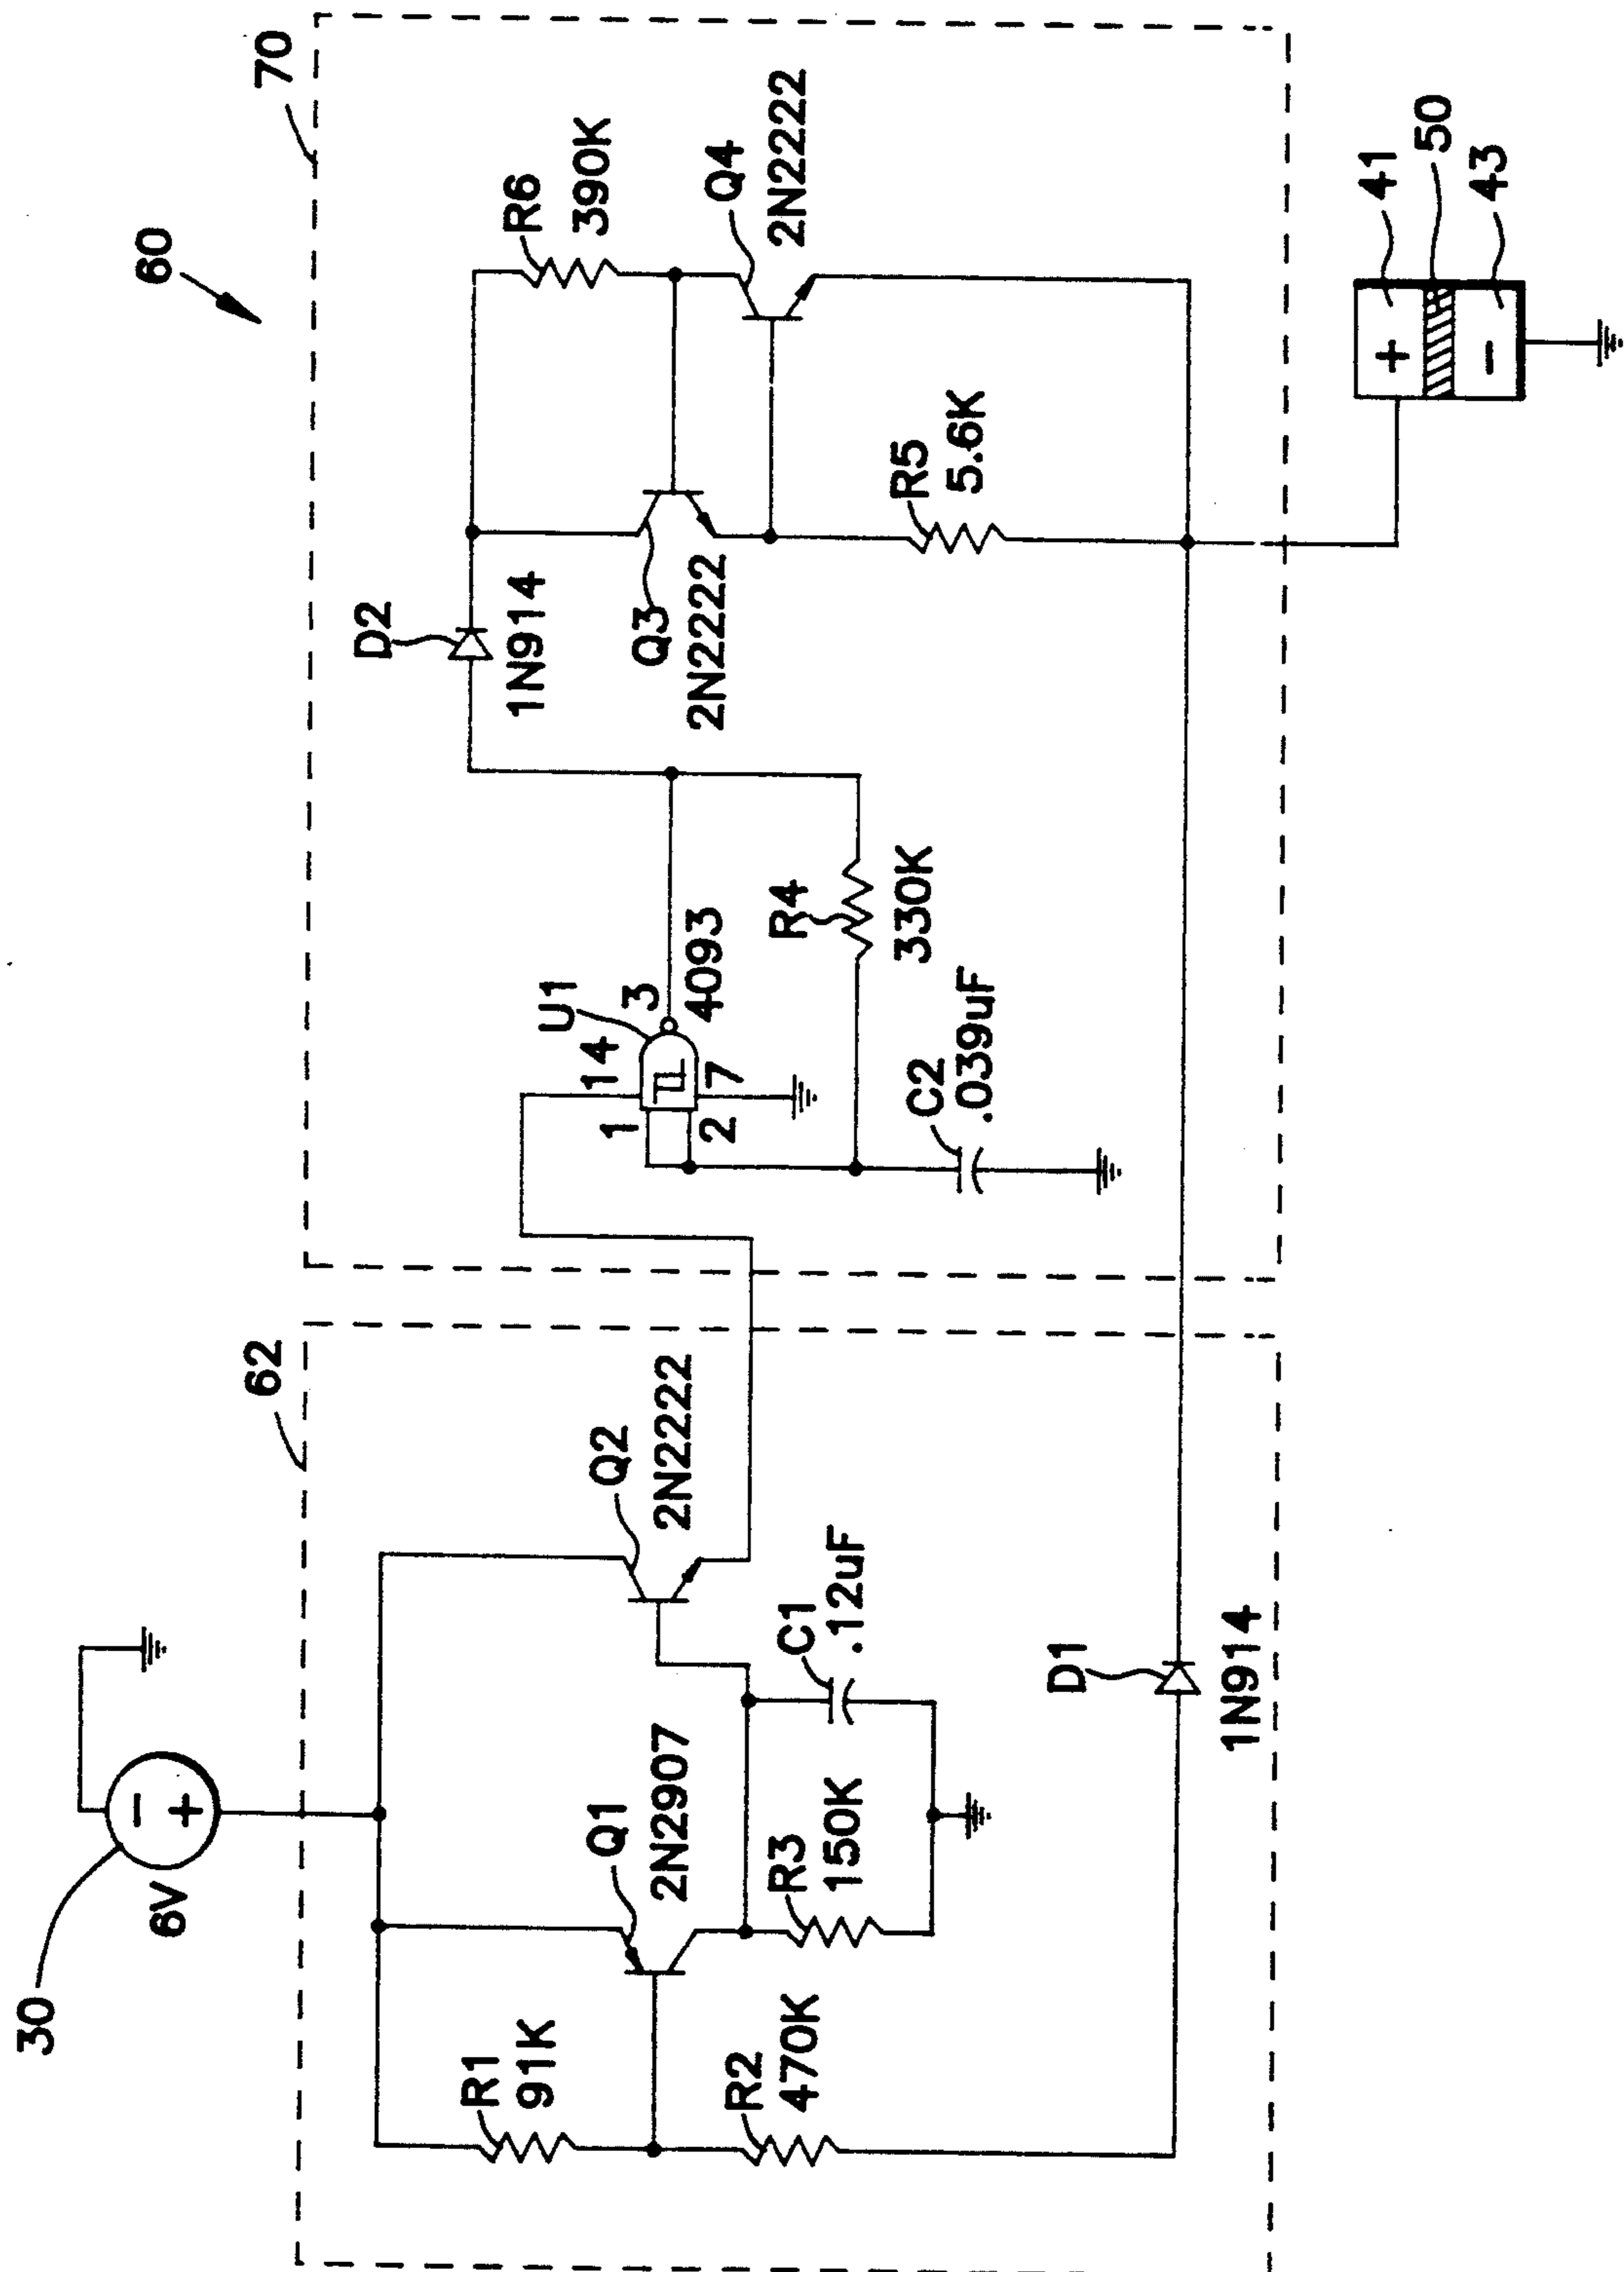 60
70
30
6V
62
R1
91K
Q1
2N2907
Q2
2N2222
R2
470K
R3
150K
C1
.12uF
D1
1N914
U1
14
1
2
3
7
4093
R4
330K
C2
.039uF
D2
1N914
Q3
2N2222
R6
390K
Q4
2N2222
R5
5.6K
+
-
+
-
41
50
43